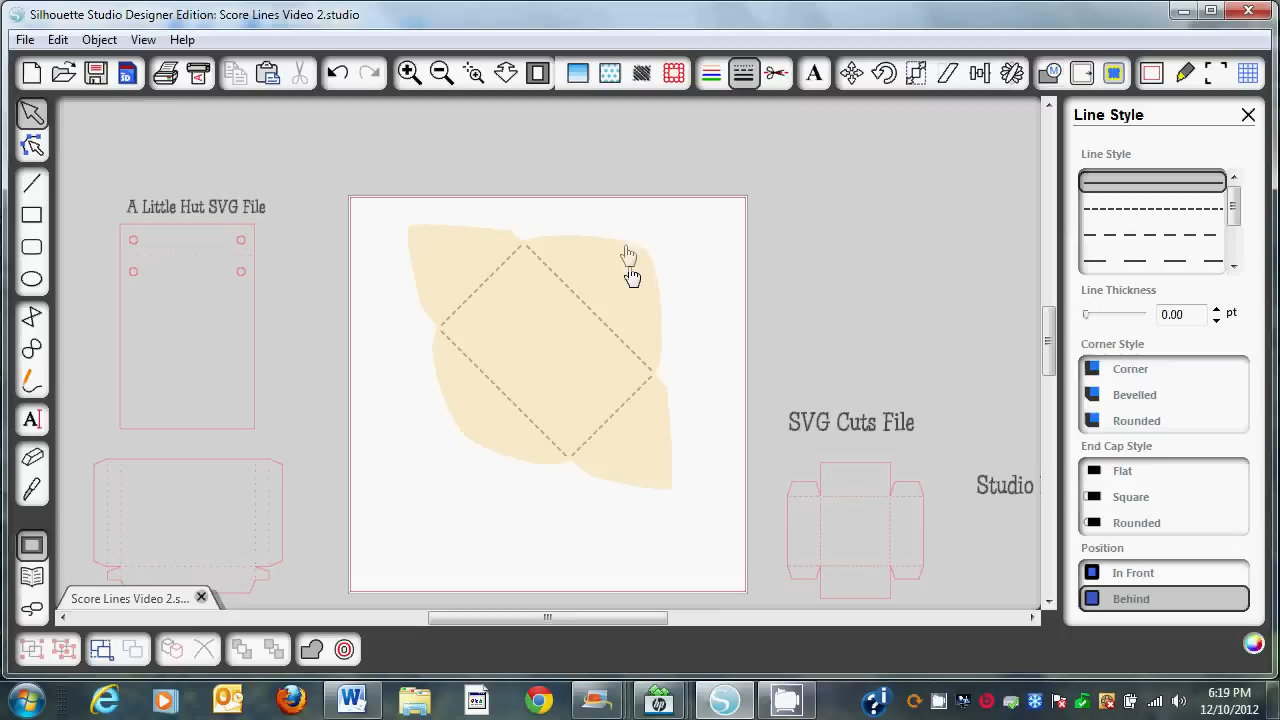 Silhouette Studio Designer Edition: Score Lines Video 2.studio
File Edit Object View Help
Line Style
Line Style
A Little Hut SVG File
Line Thickness
0.00 pt
Corner Style
Corner
Bevelled
Rounded
SVG Cuts File
End Cap Style
Flat
Studio
Square
Rounded
Position
In Front
Behind
Score Lines Video 2.s...
6:19 PM
12/10/2012